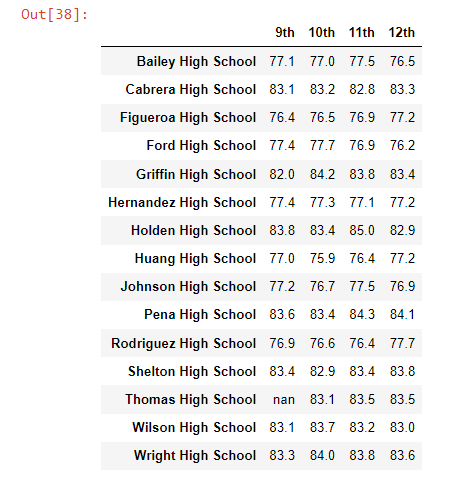 Out[38]:
9th 10th 11th 12th
Bailey High School 77.1 77.0 77.5 76.5
Cabrera High School 83.1 83.2 82.8 83.3
Figueroa High School 76.4 76.5 76.9 77.2
Ford High School 77.4 77.7 76.9 76.2
Griffin High School 82.0 84.2 83.8 83.4
Hernandez High School 77.4 77.3 77.1 77.2
Holden High School 83.8 83.4 85.0 82.9
Huang High School 77.0 75.9 76.4 77.2
Johnson High School 77.2 76.7 77.5 76.9
Pena High School 83.6 83.4 84.3 84.1
Rodriguez High School 76.9 76.6 76.4 77.7
Shelton High School 83.4 82.9 83.4 83.8
Thomas High School nan 83.1 83.5 83.5
Wilson High School 83.1 83.7 83.2 83.0
Wright High School 83.3 84.0 83.8 83.6